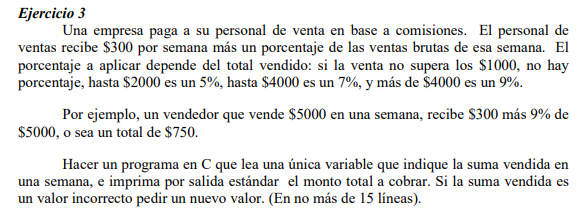 Ejercicio 3
Una empresa paga a su personal de venta en base a comisiones. El personal de
ventas recibe $300 por semana más un porcentaje de las ventas brutas de esa semana. El
porcentaje a aplicar depende del total vendido: si la venta no supera los $1000, no hay
porcentaje, hasta $2000 es un 5%, hasta $4000 es un 7%, y más de $4000 es un 9%.
Por ejemplo, un vendedor que vende $5000 en una semana, recibe $300 más 9% de
$5000, o sea un total de $750.
Hacer un programa en C que lea una única variable que indique la suma vendida en
una semana, e imprima por salida estándar el monto total a cobrar. Si la suma vendida es
un valor incorrecto pedir un nuevo valor. (En no más de 15 líneas).